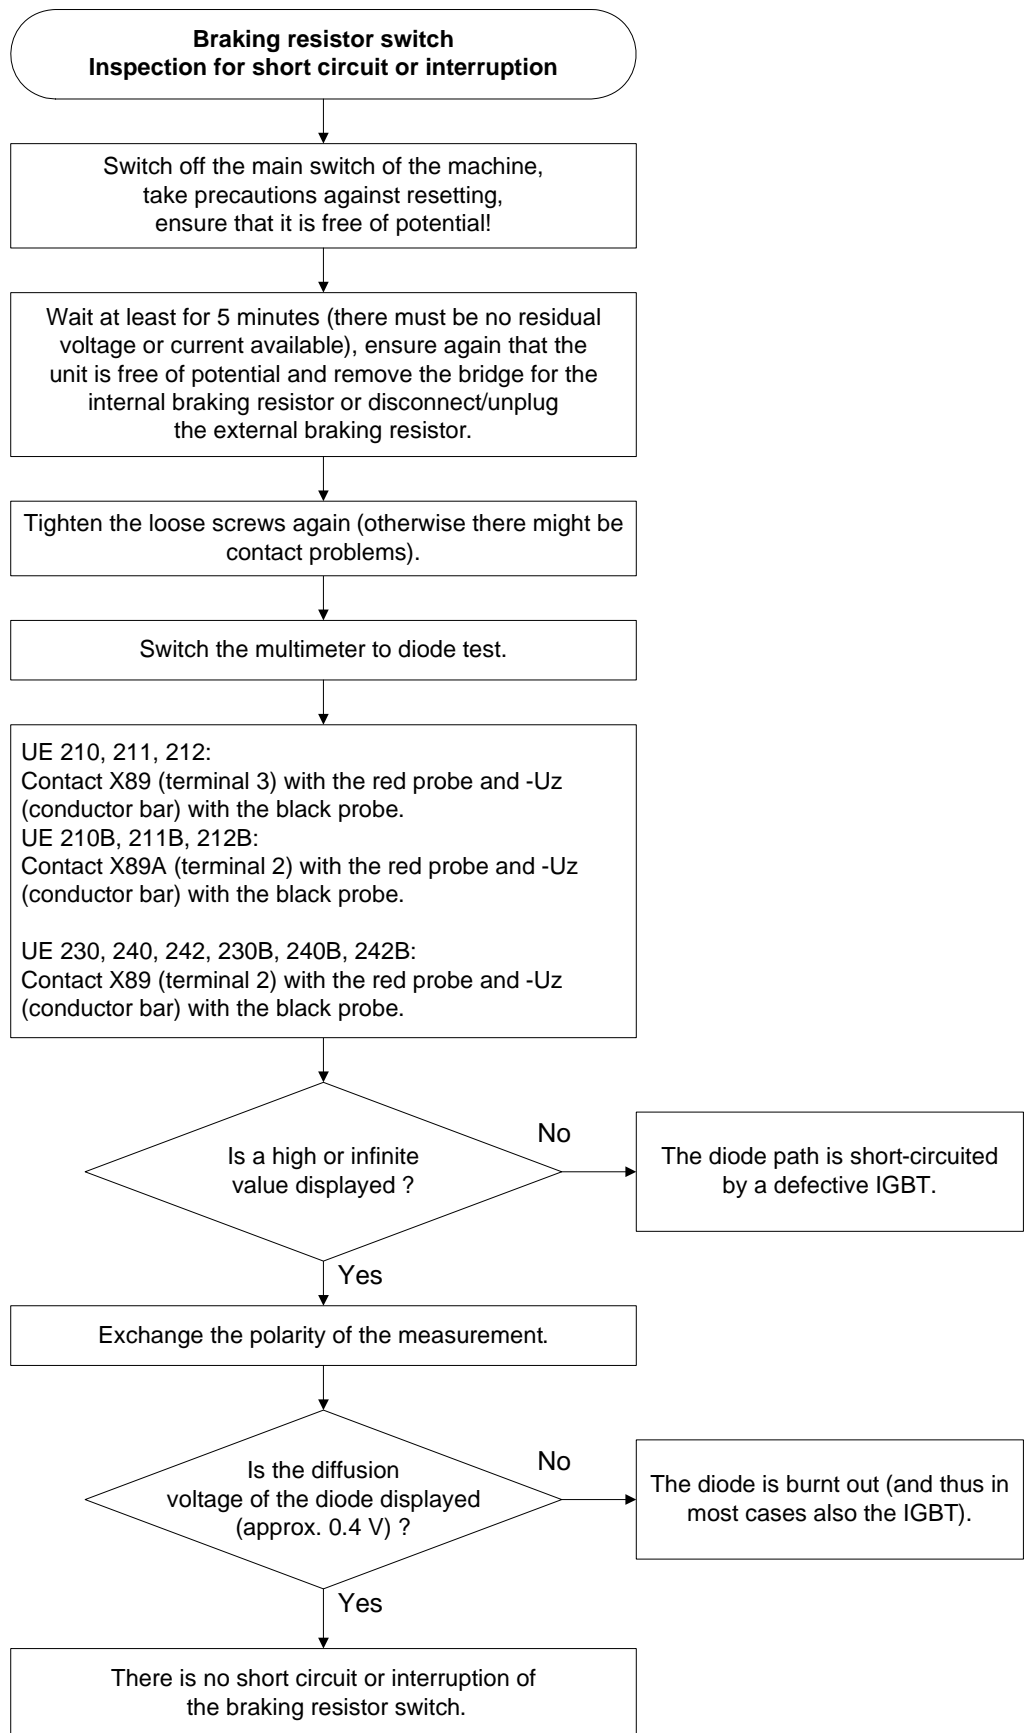 Braking resistor switch
Inspection for short circuit or interruption
Switch off the main switch of the machine,
take precautions against resetting,
ensure that it is free of potential!
Wait at least for 5 minutes (there must be no residual
voltage or current available), ensure again that the
unit is free of potential and remove the bridge for the
internal braking resistor or disconnect/unplug
the external braking resistor.
Tighten the loose screws again (otherwise there might be
contact problems).
Switch the multimeter to diode test.
UE 210, 211, 212:
Contact X89 (terminal 3) with the red probe and -Uz
(conductor bar) with the black probe.
UE 210B, 211B, 212B:
Contact X89A (terminal 2) with the red probe and -Uz
(conductor bar) with the black probe.
UE 230, 240, 242, 230B, 240B, 242B:
Contact X89 (terminal 2) with the red probe and -Uz
(conductor bar) with the black probe.
Is a high or infinite
value displayed ?
No
The diode path is short-circuited
by a defective IGBT.
Yes
Exchange the polarity of the measurement.
Is the diffusion
voltage of the diode displayed
(approx. 0.4 V) ?
No
The diode is burnt out (and thus in
most cases also the IGBT).
Yes
There is no short circuit or interruption of
the braking resistor switch.